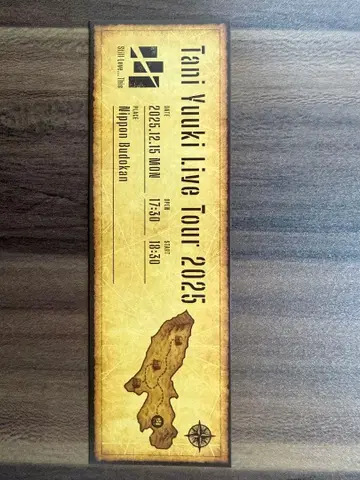 Tani Yuuki Live Tour 2025
DATE
2025.12.15 MON
OPEN
17:30
START
18:30
PLACE
Nippon Budokan
Still Love...This